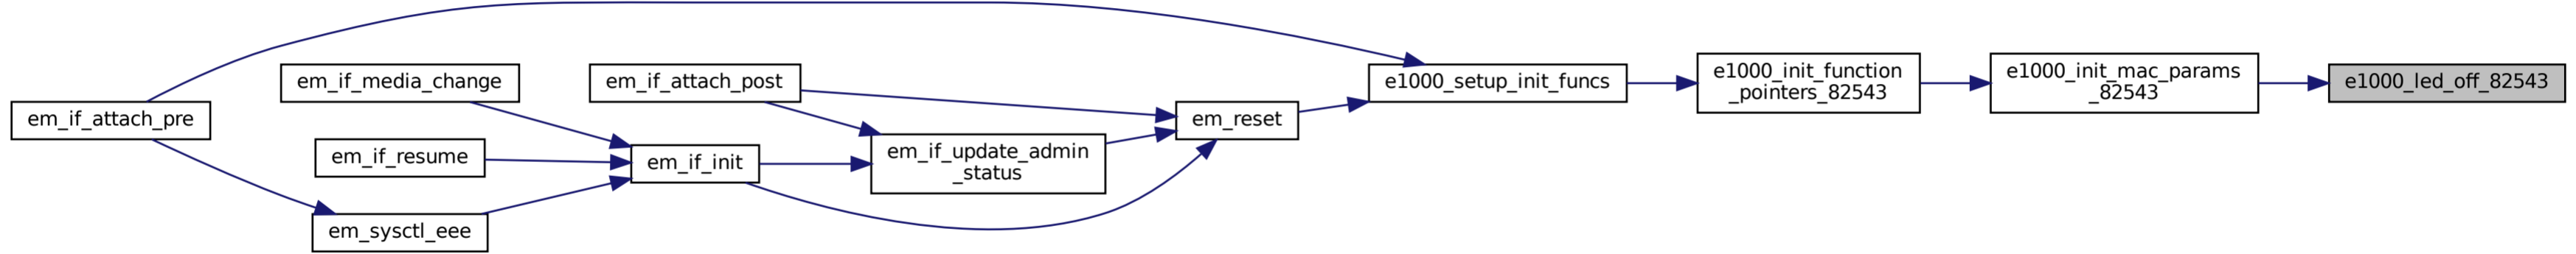 em_if_attach_pre
em_if_media_change
em_if_resume
em_sysctl_eee
em_if_attach_post
em_if_init
em_if_update_admin
_status
em_reset
e1000_setup_init_funcs
e1000_init_function
_pointers_82543
e1000_init_mac_params
_82543
e1000_led_off_82543